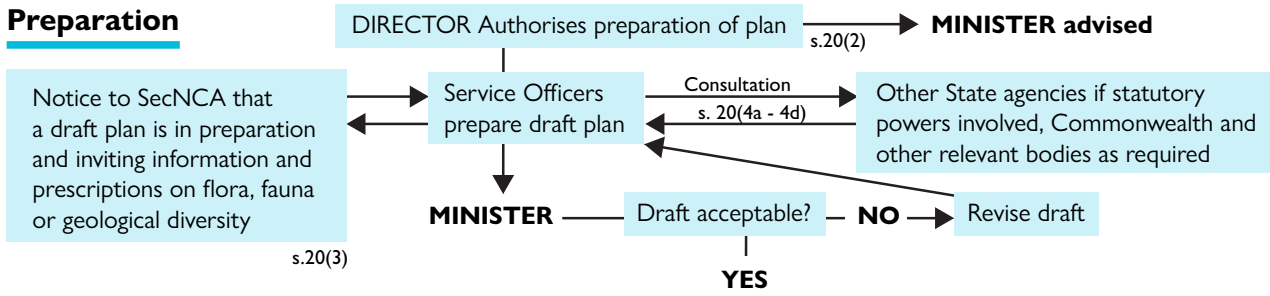 Preparation
DIRECTOR Authorises preparation of plan
s.20(2)
MINISTER advised
Notice to SecNCA that
a draft plan is in preparation
and inviting information and
prescriptions on flora, fauna
or geological diversity
s.20(3)
Service Officers
prepare draft plan
Consultation
s. 20(4a - 4d)
Other State agencies if statutory
powers involved, Commonwealth and
other relevant bodies as required
MINISTER
Draft acceptable?
NO
Revise draft
YES